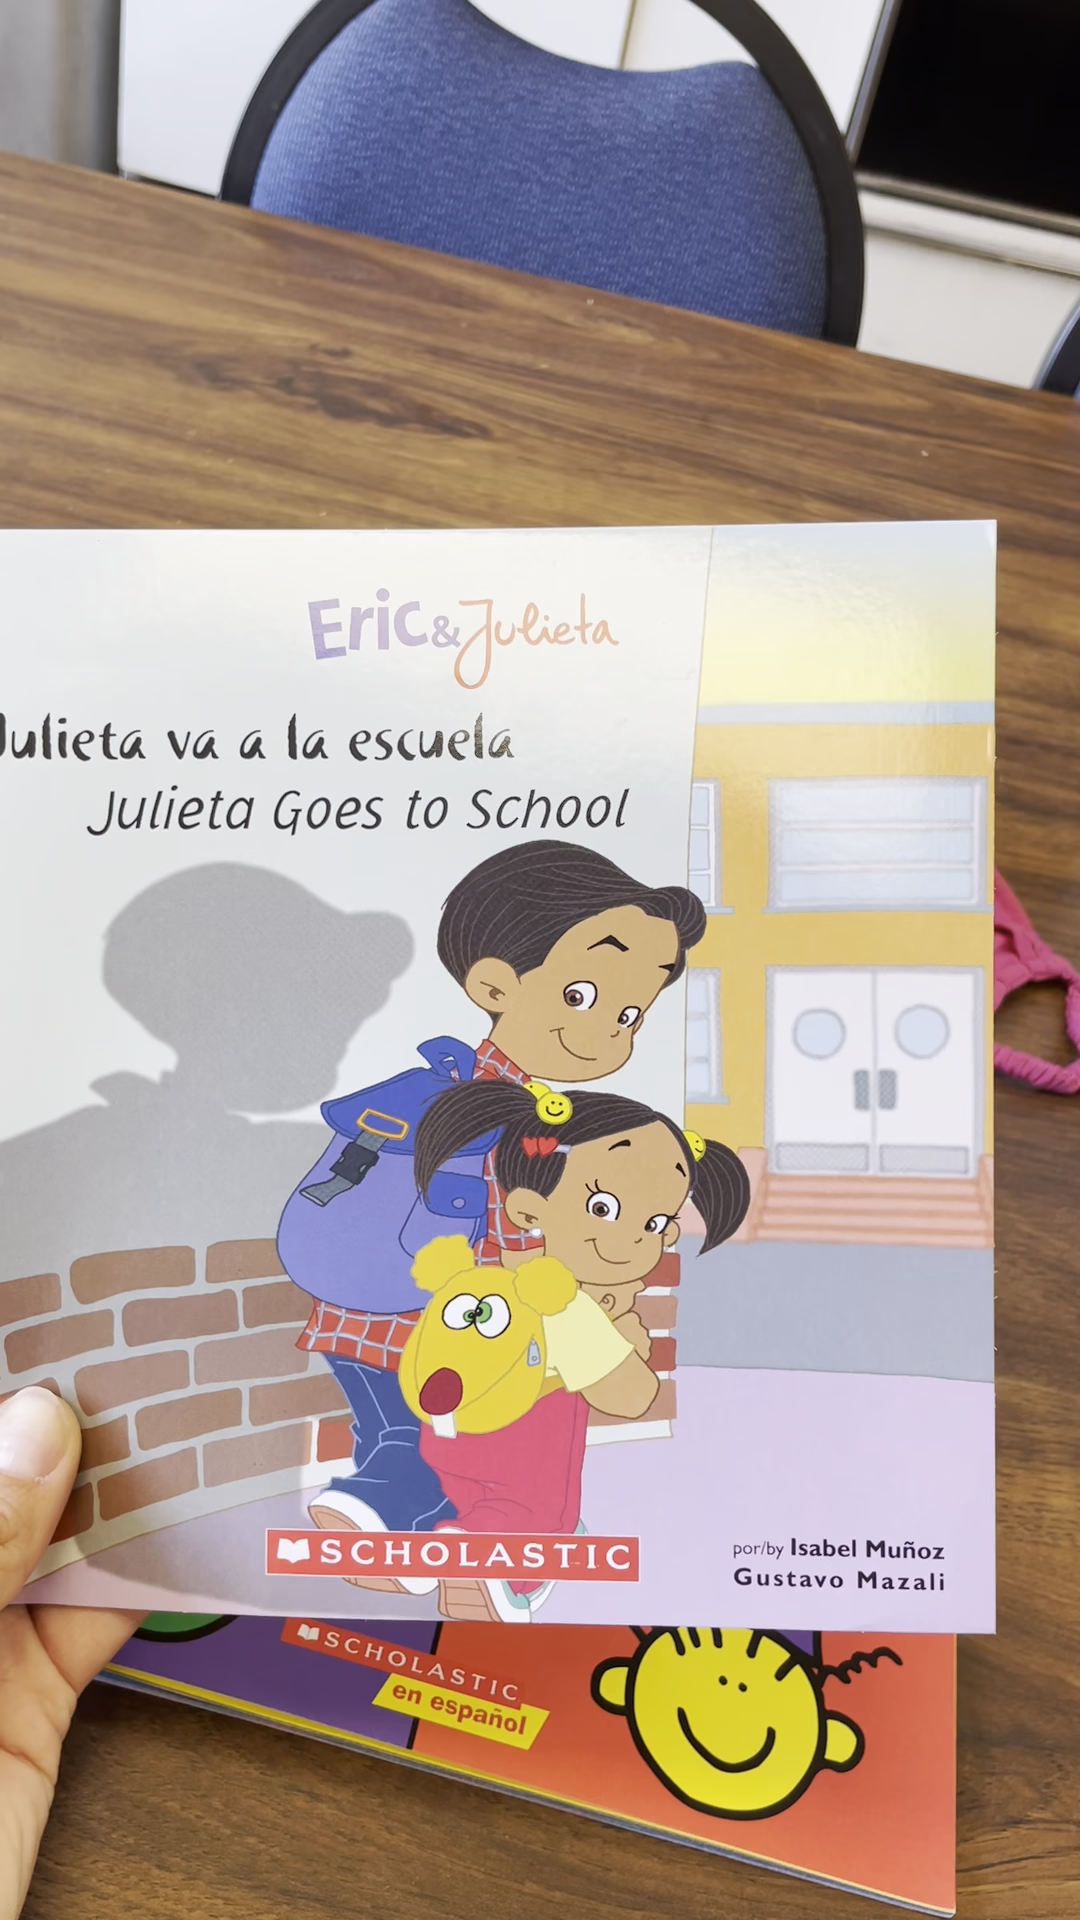 Eric & Julieta
Julieta va a la escuela
Julieta Goes to School
SCHOLASTIC
por/by Isabel Muñoz
Gustavo Mazali
SCHOLASTIC
en español